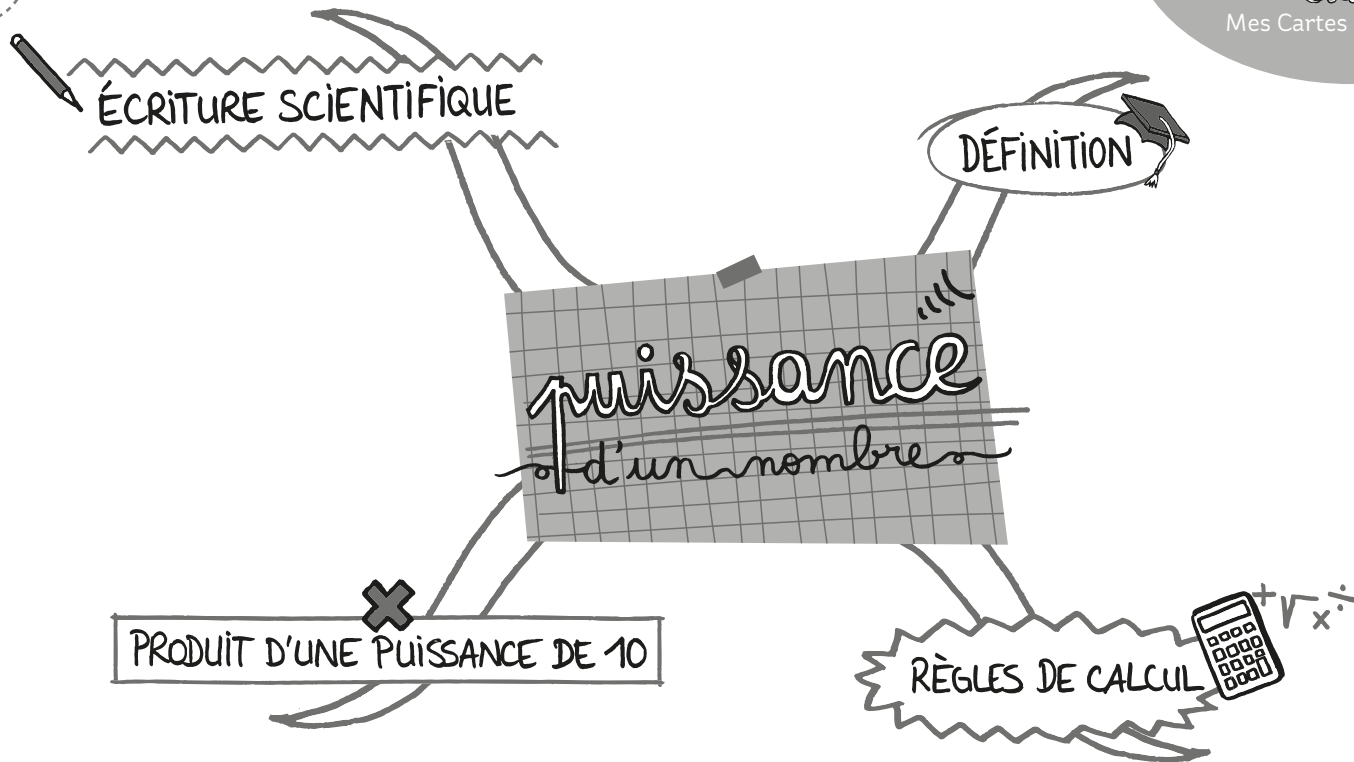 Mes Cartes
ÉCRITURE SCIENTIFIQUE
DÉFINITION
puissance
d'un nombre
PRODUIT D'UNE PUISSANCE DE 10
RÈGLES DE CALCUL
+ √ × ÷